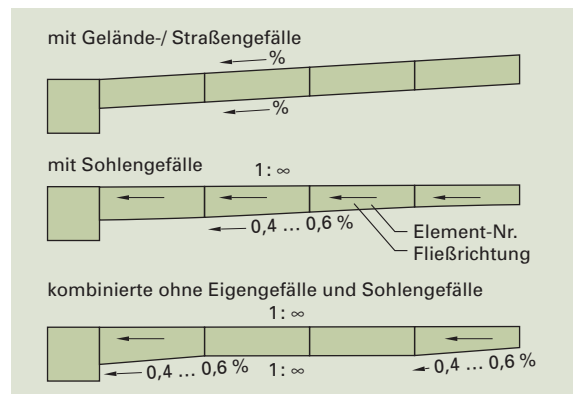 mit Gelände-/ Straßengefälle
%
%
mit Sohlengefälle
1: ∞
0,4 ... 0,6 %
Element-Nr.
Fließrichtung
kombinierte ohne Eigengefälle und Sohlengefälle
1: ∞
0,4 ... 0,6 % 1: ∞ 0,4 ... 0,6 %